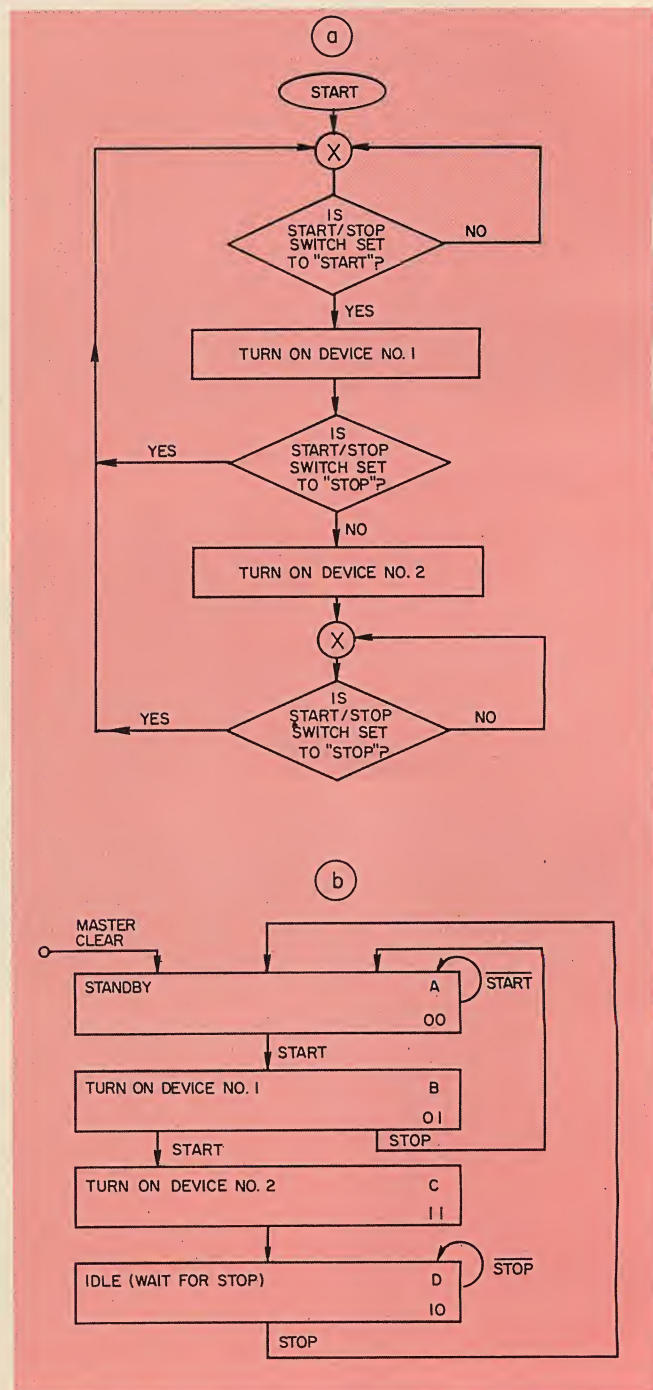 a
START
X
IS
START/STOP
SWITCH SET
TO "START"?
NO
YES
TURN ON DEVICE NO. 1
IS
START/STOP
SWITCH SET
TO "STOP"?
YES
NO
TURN ON DEVICE NO. 2
X
IS
START/STOP
SWITCH SET
TO "STOP"?
YES
NO
b
MASTER
CLEAR
STANDBY A
START
00
START
TURN ON DEVICE NO. 1 B
01
START
STOP
TURN ON DEVICE NO. 2 C
11
IDLE (WAIT FOR STOP) D
STOP
10
STOP